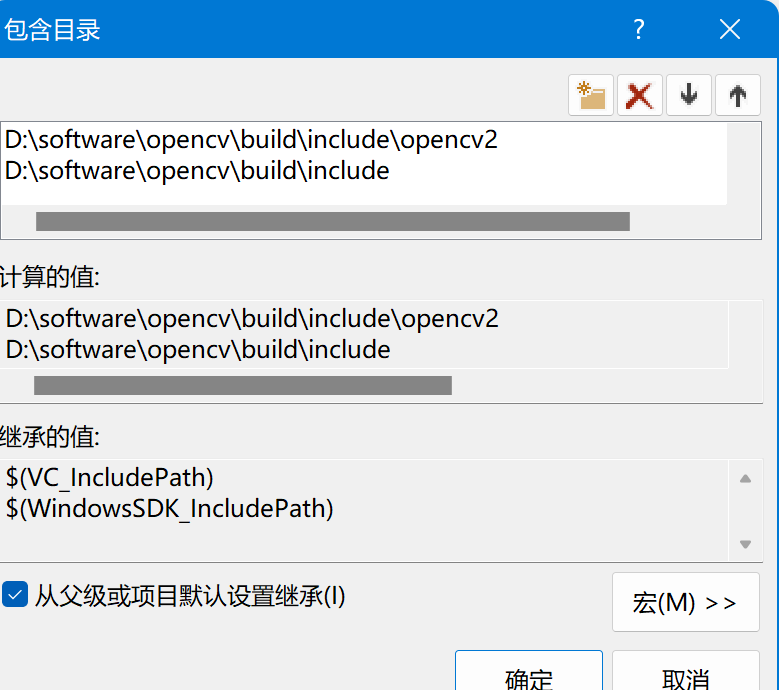 包含目录
?
D:\software\opencv\build\include\opencv2
D:\software\opencv\build\include
计算的值:
D:\software\opencv\build\include\opencv2
D:\software\opencv\build\include
继承的值:
$(VC_IncludePath)
$(WindowsSDK_IncludePath)
从父级或项目默认设置继承(I)
宏(M) >>
确定
取消